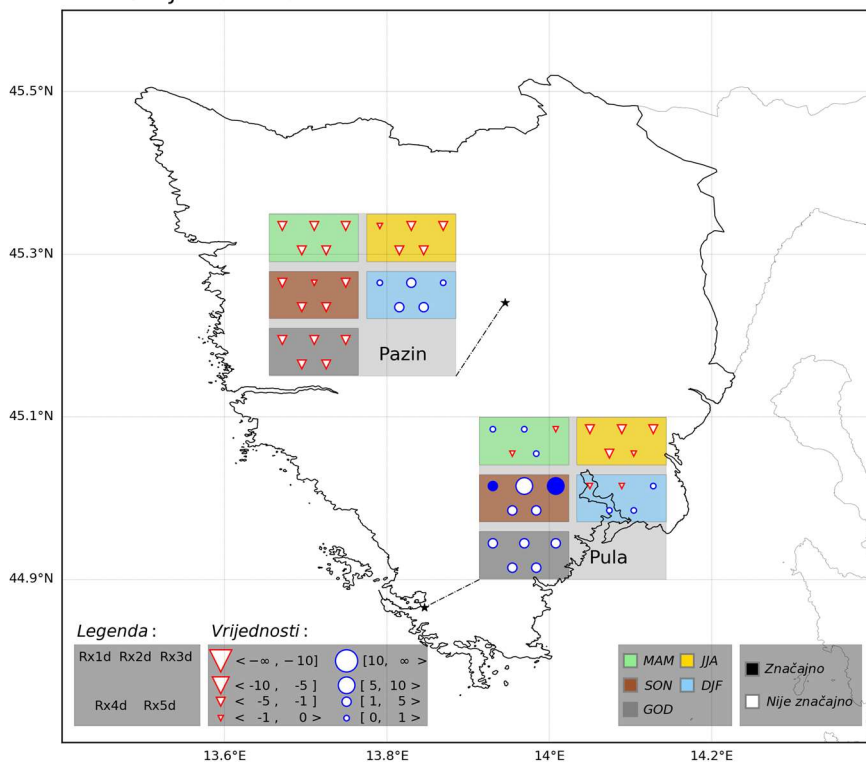 45.5°N
45.3°N
Pazin
45.1°N
Pula
44.9°N
Legenda :
Rx1d Rx2d Rx3d
Rx4d Rx5d
Vrijednosti :
< −∞ , −10]
< -10 , -5 ]
< -5 , -1 ]
< -1 , 0 >
[10, ∞ >
[ 5, 10 >
[ 1, 5 >
[ 0, 1 >
MAM JJA
SON DJF
GOD
Značajno
Nije značajno
13.6°E 13.8°E 14°E 14.2°E